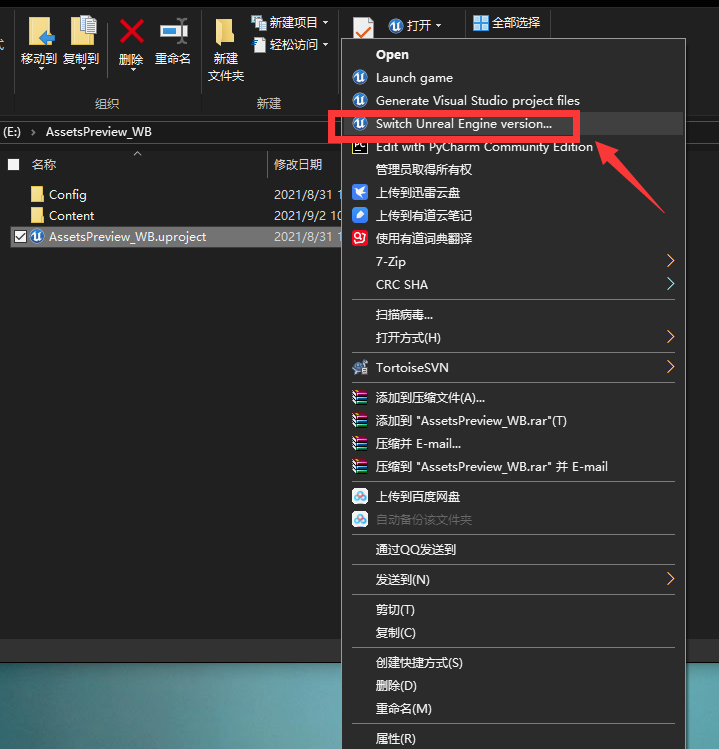 移动到
复制到
删除
重命名
新建
文件夹
新建项目
轻松访问
打开
全部选择
组织
新建
(E:) › AssetsPreview_WB
名称
修改日期
Config
2021/8/31 1
Content
2021/9/2 10
AssetsPreview_WB.uproject
2021/8/31 1
Open
Launch game
Generate Visual Studio project files
Switch Unreal Engine version...
Edit with PyCharm Community Edition
管理员取得所有权
上传到迅雷云盘
上传到有道云笔记
使用有道词典翻译
7-Zip
CRC SHA
扫描病毒...
打开方式(H)
TortoiseSVN
添加到压缩文件(A)...
添加到 "AssetsPreview_WB.rar"(T)
压缩并 E-mail...
压缩到 "AssetsPreview_WB.rar" 并 E-mail
上传到百度网盘
自动备份该文件夹
通过QQ发送到
发送到(N)
剪切(T)
复制(C)
创建快捷方式(S)
删除(D)
重命名(M)
属性(R)